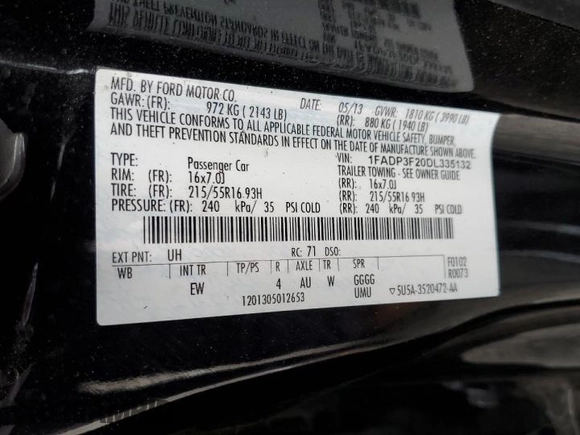 MFD. BY FORD MOTOR CO.
DATE: 05/13 GVWR: 1810 KG ( 3990 LB)
GAWR: (FR): 972 KG ( 2143 LB) (RR): 880 KG ( 1940 LB)
THIS VEHICLE CONFORMS TO ALL APPLICABLE FEDERAL MOTOR VEHICLE SAFETY, BUMPER,
AND THEFT PREVENTION STANDARDS IN EFFECT ON THE DATE OF MANUFACTURE SHOWN ABOVE.
VIN: 1FADP3F20DL335132
TYPE: Passenger Car TRAILER TOWING - SEE OWNER GUIDE
RIM: (FR): 16x7.0J (RR): 16x7.0J
TIRE: (FR): 215/55R16 93H (RR): 215/55R16 93H
PRESSURE: (FR): 240 kPa/ 35 PSI COLD (RR): 240 kPa/ 35 PSI COLD
EXT PNT: UH RC: 71 DSO: F0102
WB INT TR TP/PS R AXLE TR SPR R0073
EW 4 AU W GGGG
1201305012653 UMU 5U5A-3520472-AA